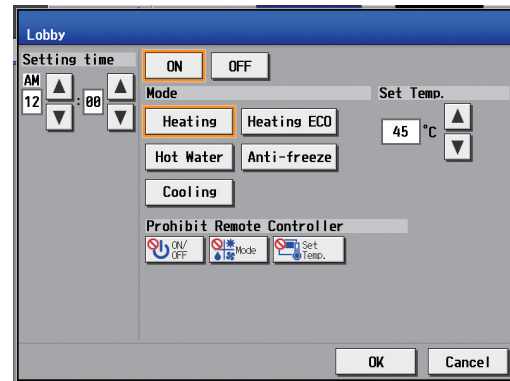 Lobby
Setting time
AM
12 : 00
ON OFF
Mode
Heating Heating ECO
Hot Water Anti-freeze
Cooling
Set Temp.
45 °C
Prohibit Remote Controller
ON/
OFF
Mode
Set
Temp.
OK Cancel